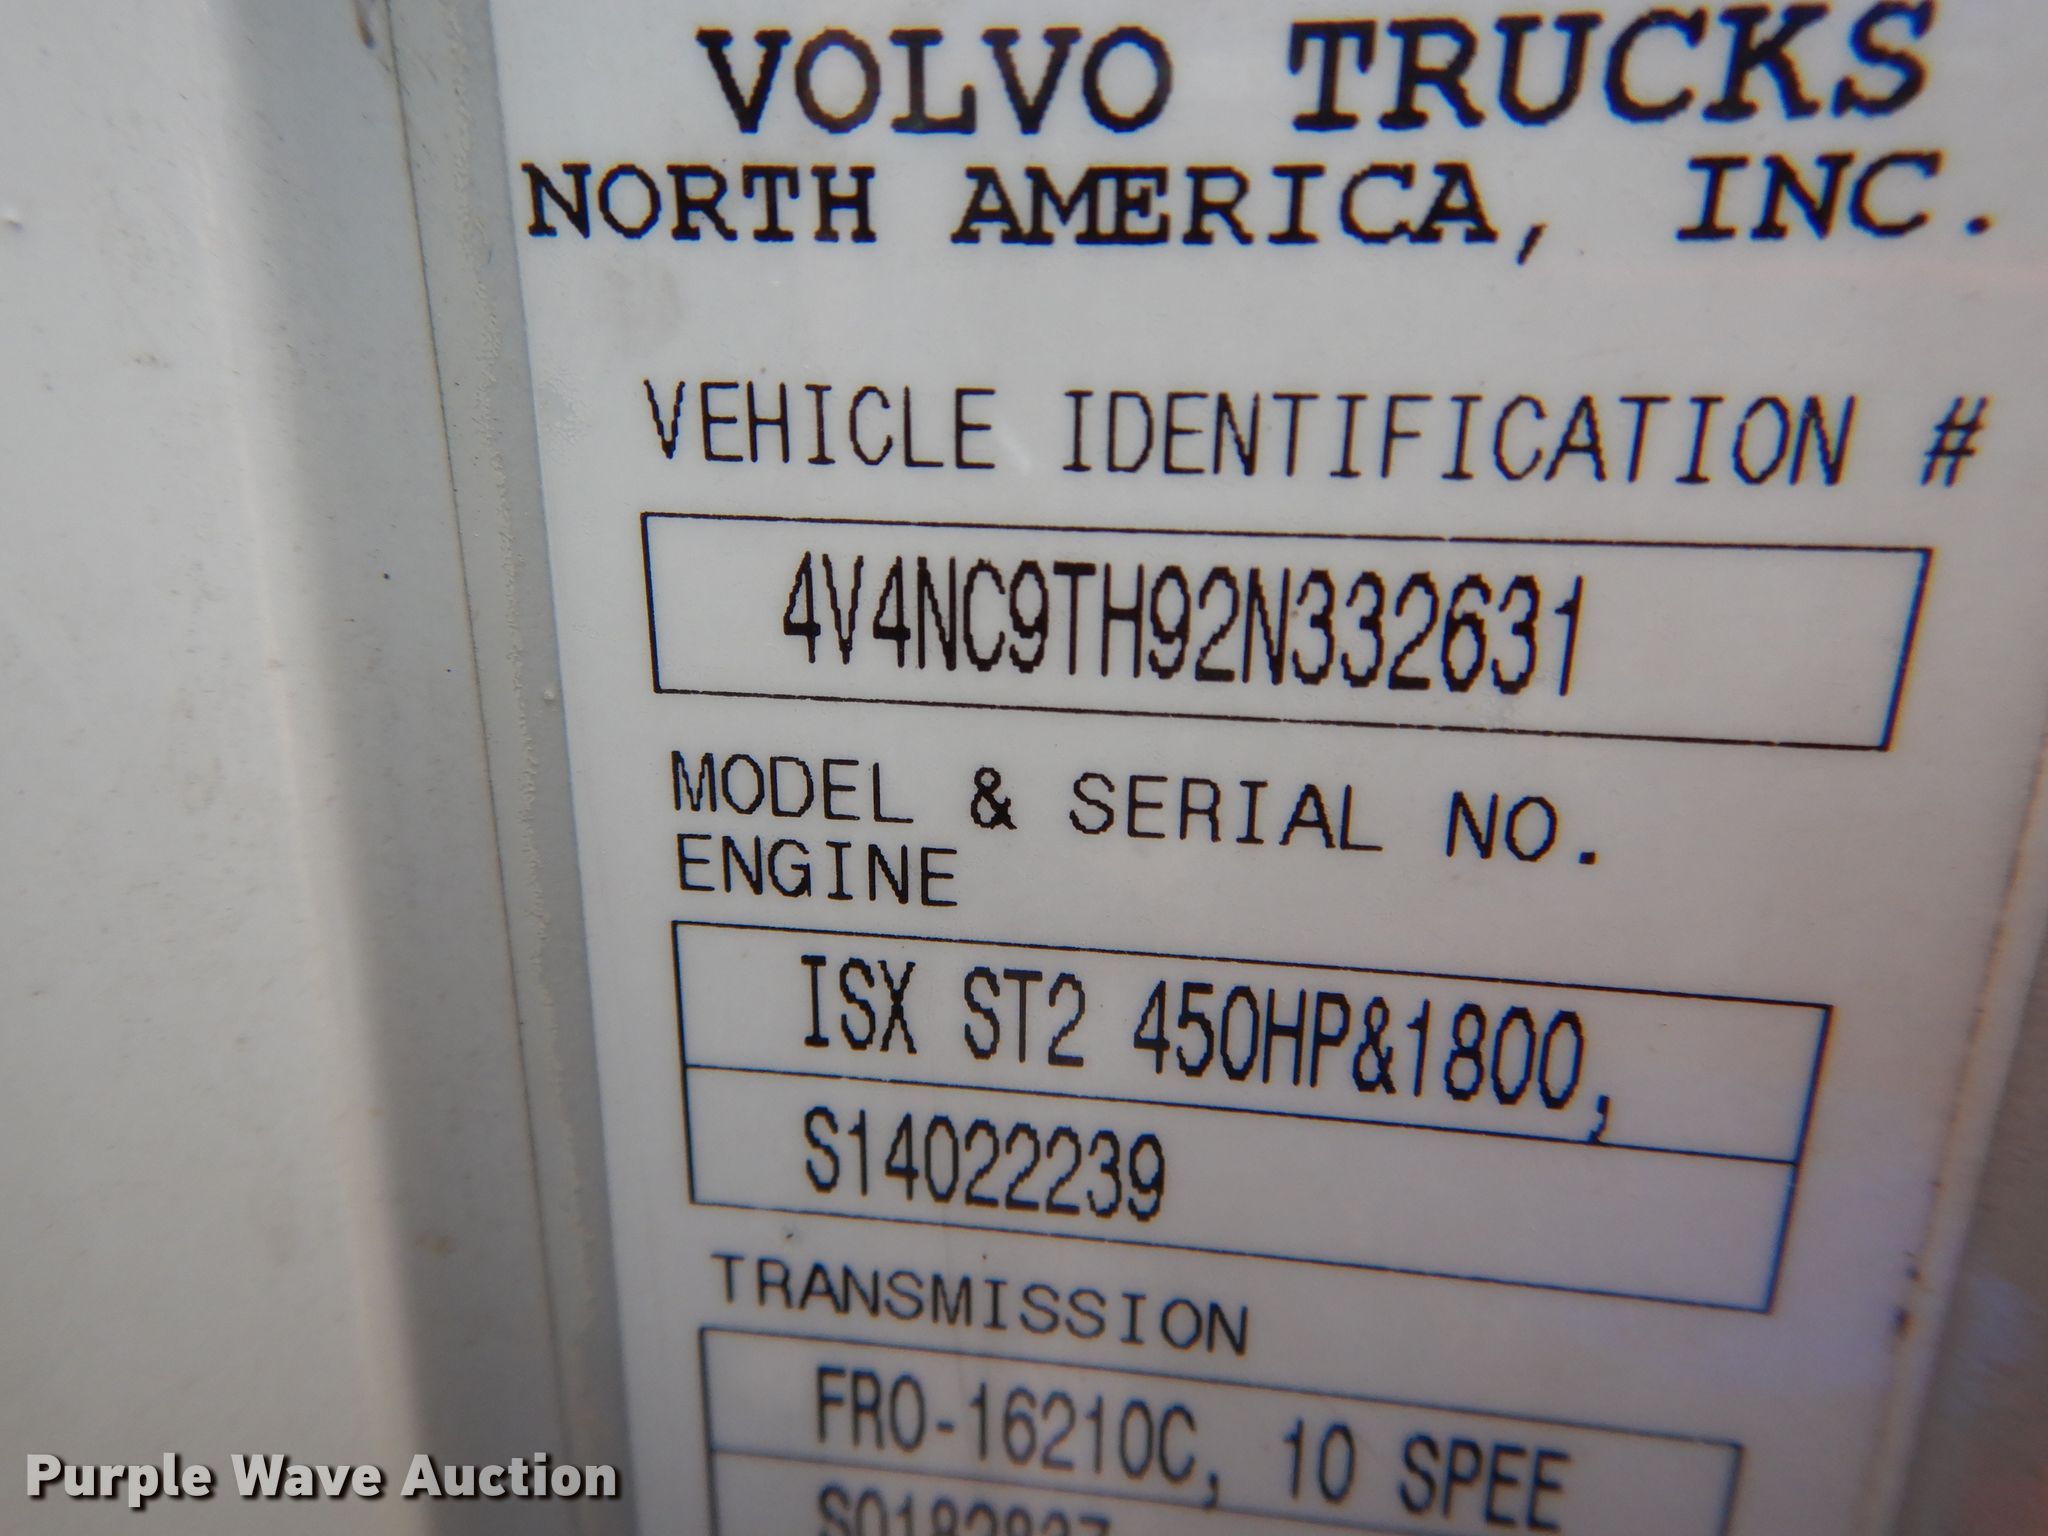 VOLVO TRUCKS
NORTH AMERICA, INC.
VEHICLE IDENTIFICATION #
4V4NC9TH92N332631
MODEL & SERIAL NO.
ENGINE
ISX ST2 450HP&1800,
S14022239
TRANSMISSION
FRO-16210C, 10 SPEE
Purple Wave Auction